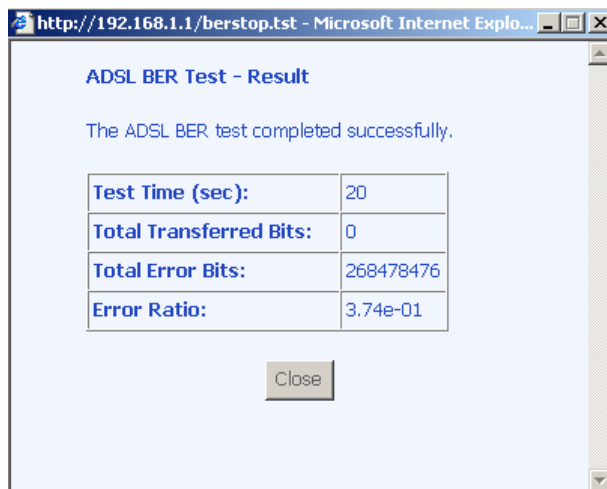 http://192.168.1.1/berstop.tst - Microsoft Internet Explo...
ADSL BER Test - Result
The ADSL BER test completed successfully.
Test Time (sec): 20
Total Transferred Bits: 0
Total Error Bits: 268478476
Error Ratio: 3.74e-01
Close